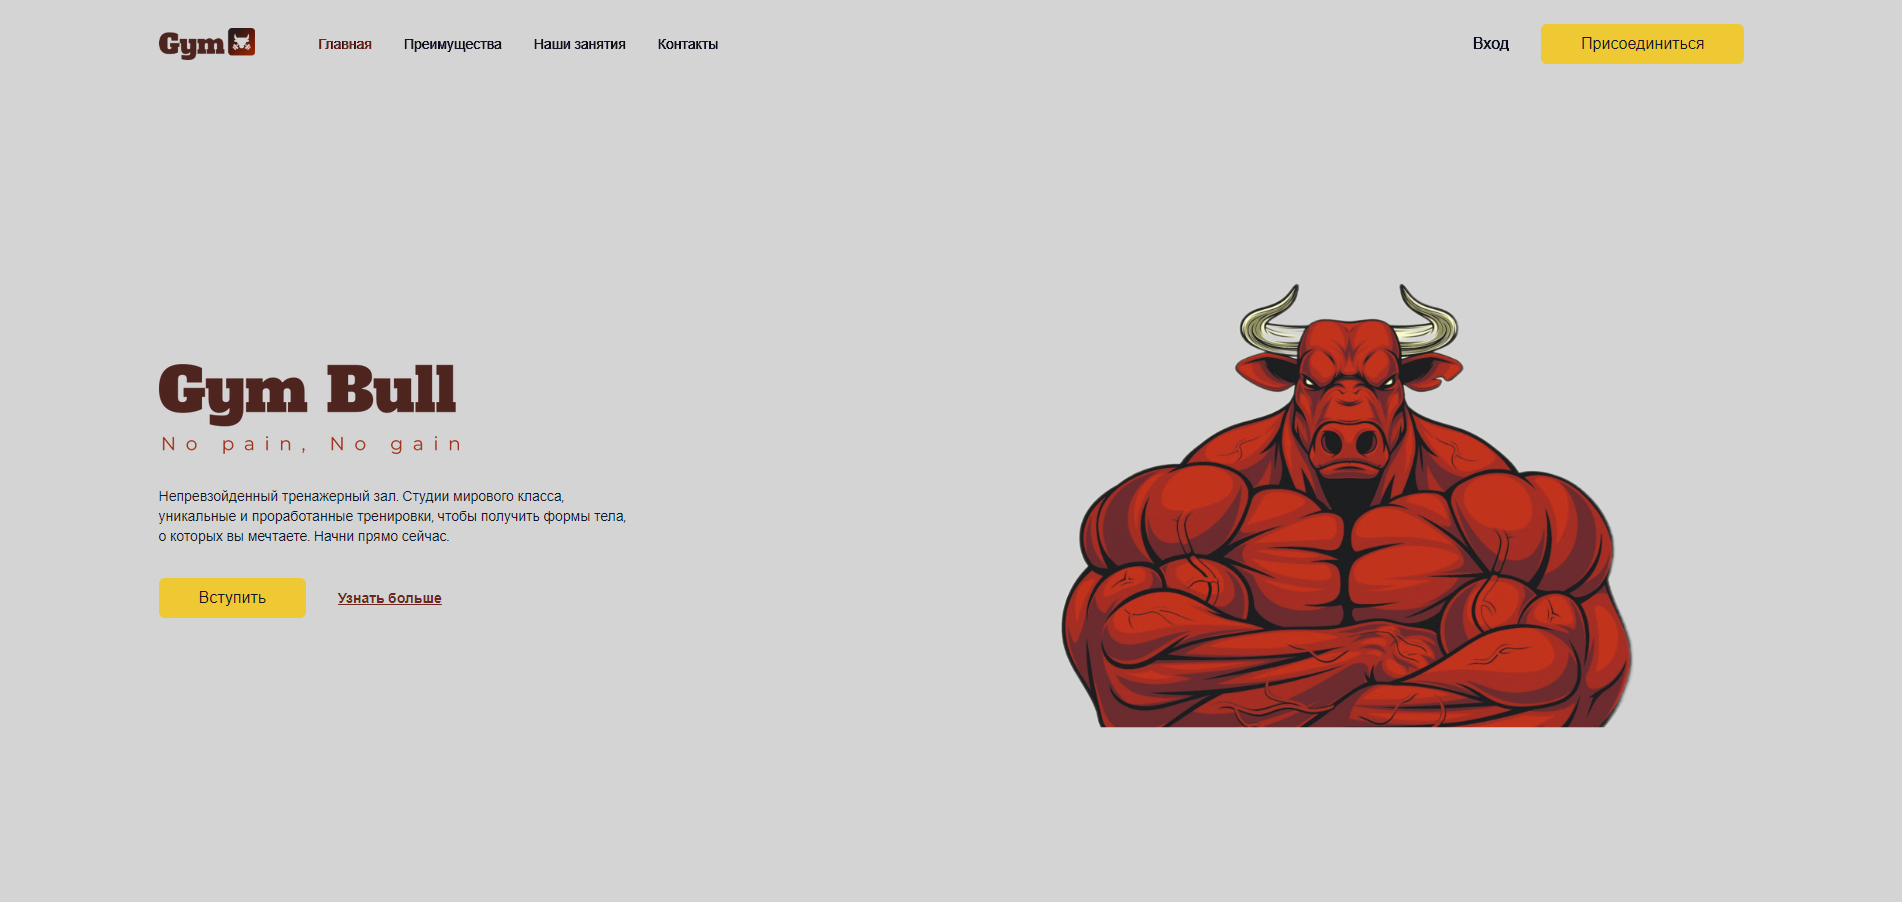 Gym
Главная
Преимущества
Наши занятия
Контакты
Вход
Присоединиться
Gym Bull
No pain, No gain
Непревзойденный тренажерный зал. Студии мирового класса,
уникальные и проработанные тренировки, чтобы получить формы тела,
о которых вы мечтаете. Начни прямо сейчас.
Вступить
Узнать больше